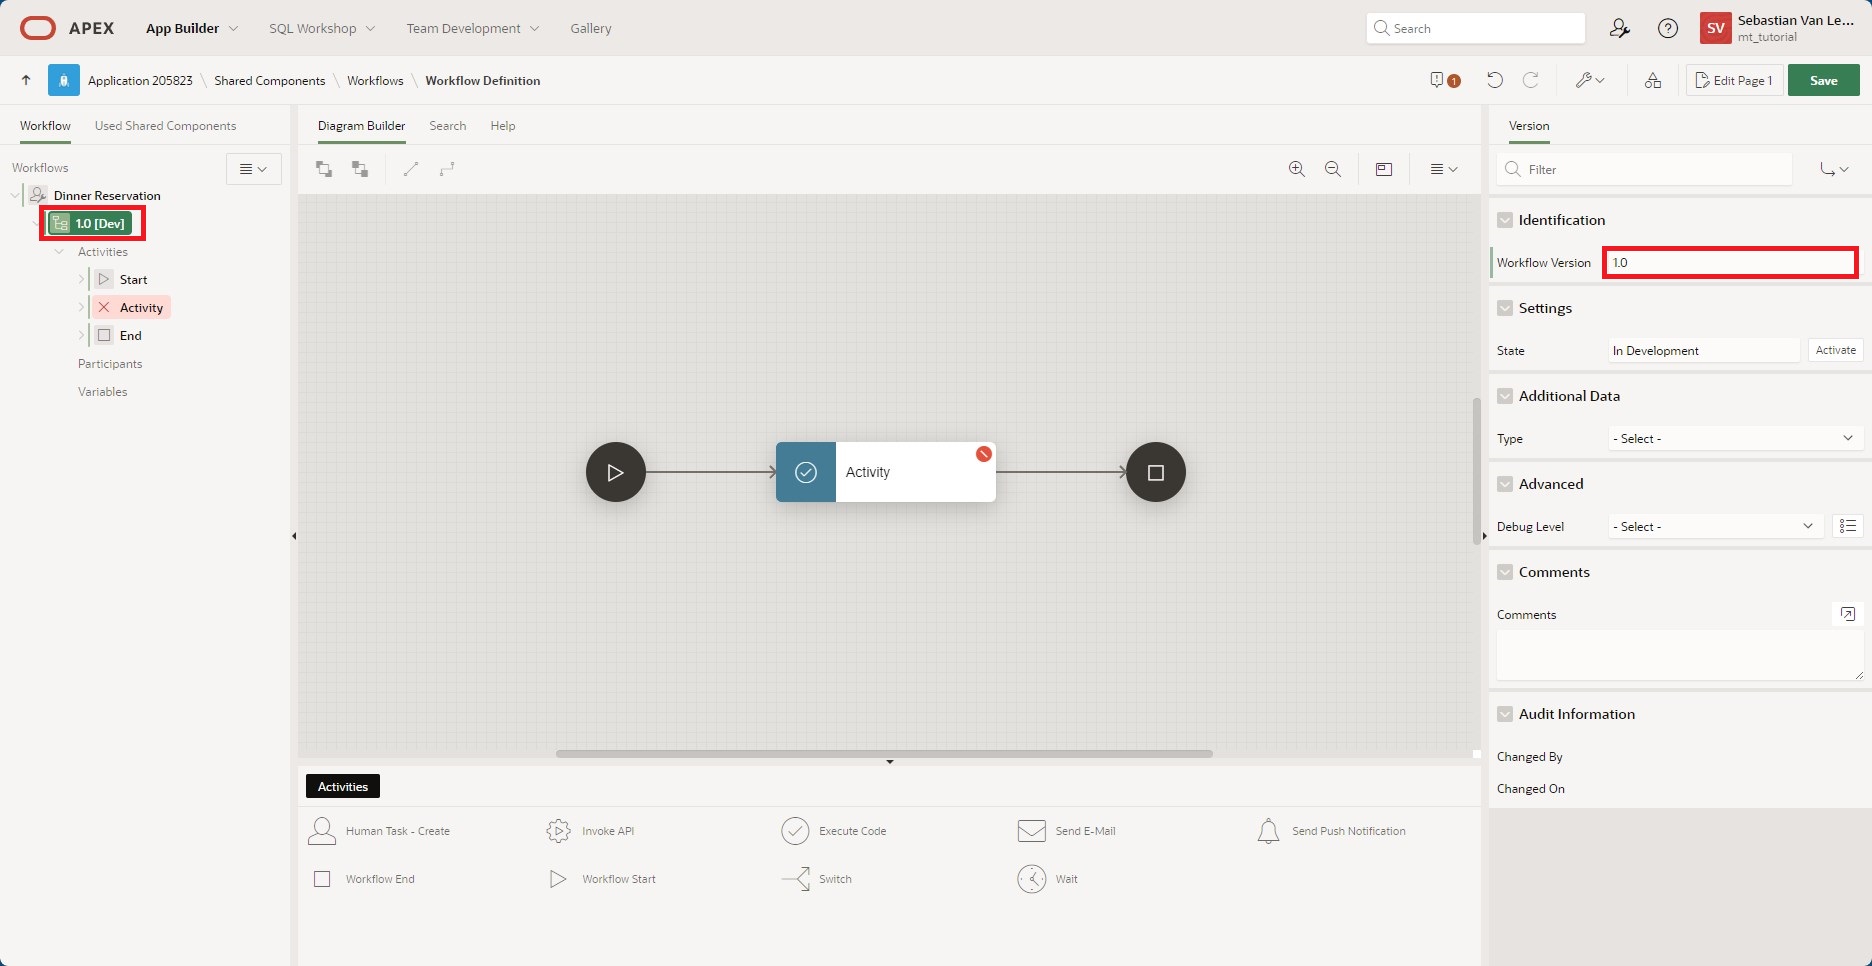 APEX App Builder SQL Workshop Team Development Gallery Search SV Sebastian Van Le...
mt_tutorial
Application 205823 Shared Components Workflows Workflow Definition 1 Edit Page 1 Save
Workflow Used Shared Components
Workflows
Dinner Reservation
1.0 [Dev]
Activities
Start
Activity
End
Participants
Variables
Diagram Builder Search Help
Activity
Activities
Human Task - Create Invoke API Execute Code Send E-Mail Send Push Notification
Workflow End Workflow Start Switch Wait
Version
Filter
Identification
Workflow Version 1.0
Settings
State In Development Activate
Additional Data
Type - Select -
Advanced
Debug Level - Select -
Comments
Comments
Audit Information
Changed By
Changed On